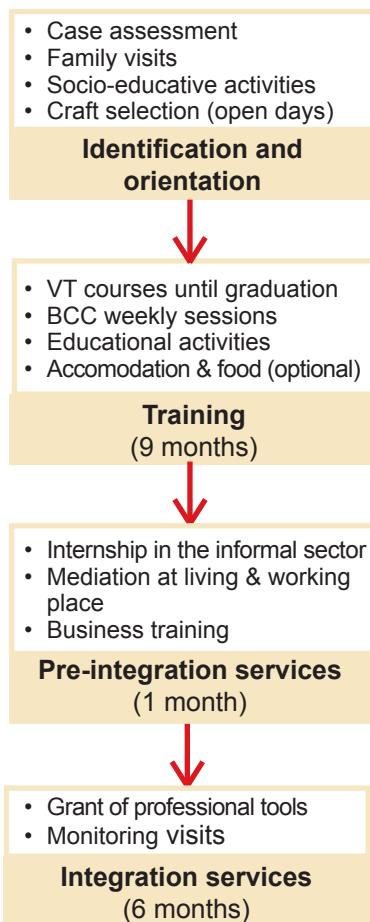 • Case assessment
• Family visits
• Socio-educative activities
• Craft selection (open days)
Identification and
orientation
• VT courses until graduation
• BCC weekly sessions
• Educational activities
• Accomodation & food (optional)
Training
(9 months)
• Internship in the informal sector
• Mediation at living & working
place
• Business training
Pre-integration services
(1 month)
• Grant of professional tools
• Monitoring visits
Integration services
(6 months)